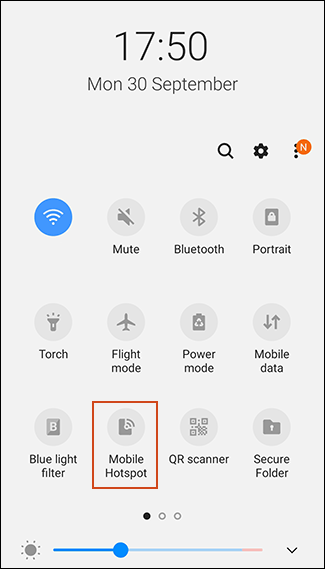 17:50
Mon 30 September
N
Mute Bluetooth Portrait
Torch Flight mode Power mode Mobile data
B
Blue light filter Mobile Hotspot QR scanner Secure Folder